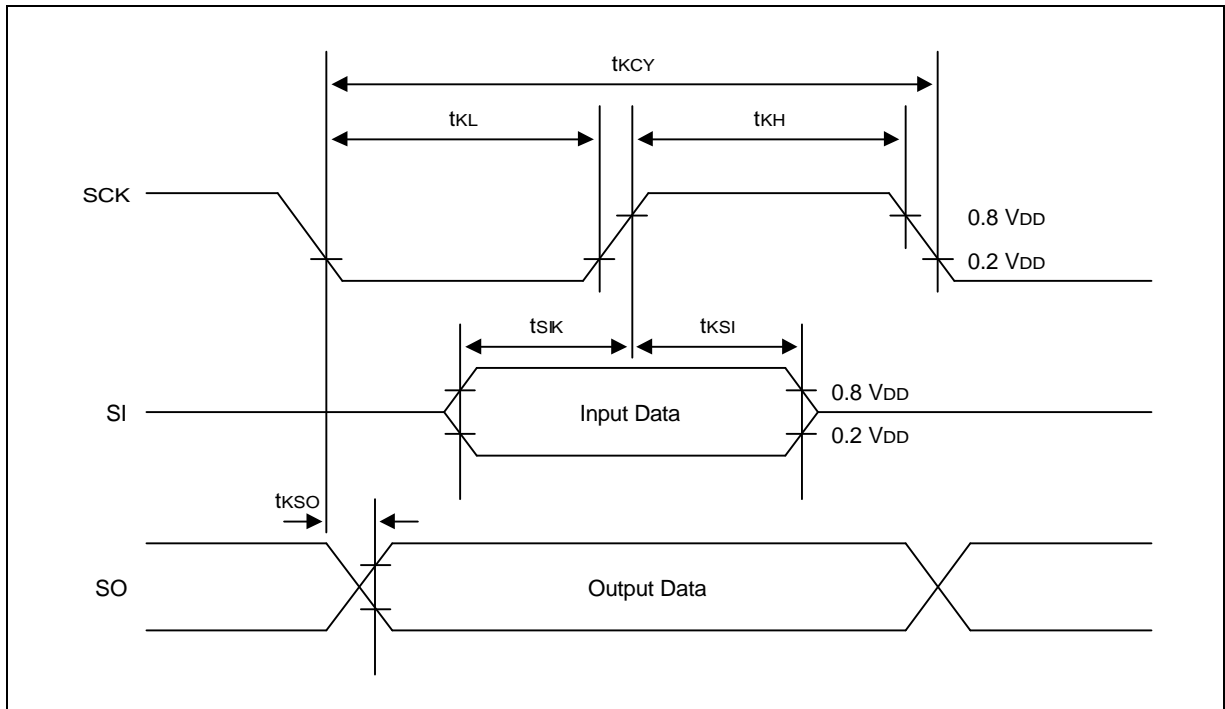 tKCY
tKL
tKH
SCK
0.8 VDD
0.2 VDD
tSIK
tKSI
SI
Input Data
0.8 VDD
0.2 VDD
tKSO
SO
Output Data